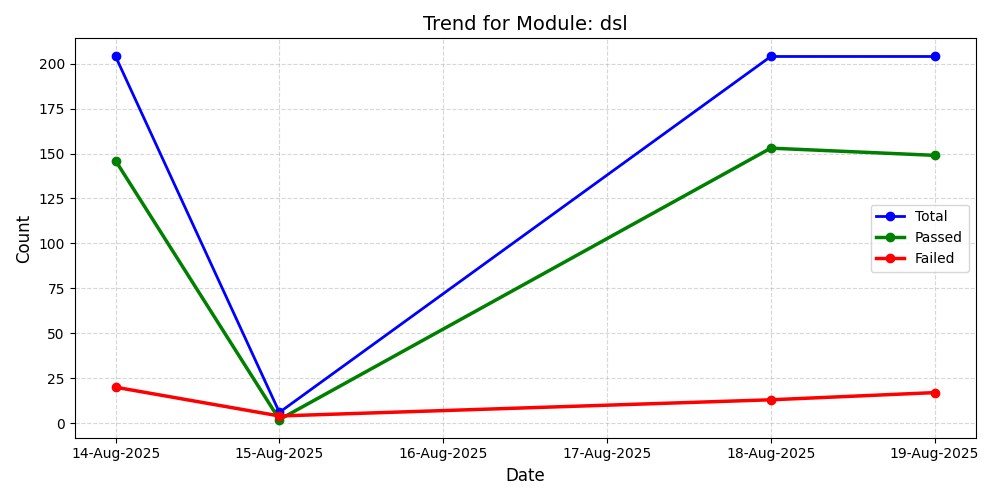 Trend for Module: dsl
200
175
150
125
100
75
50
25
0
Count
Total
Passed
Failed
14-Aug-2025 15-Aug-2025 16-Aug-2025 17-Aug-2025 18-Aug-2025 19-Aug-2025
Date